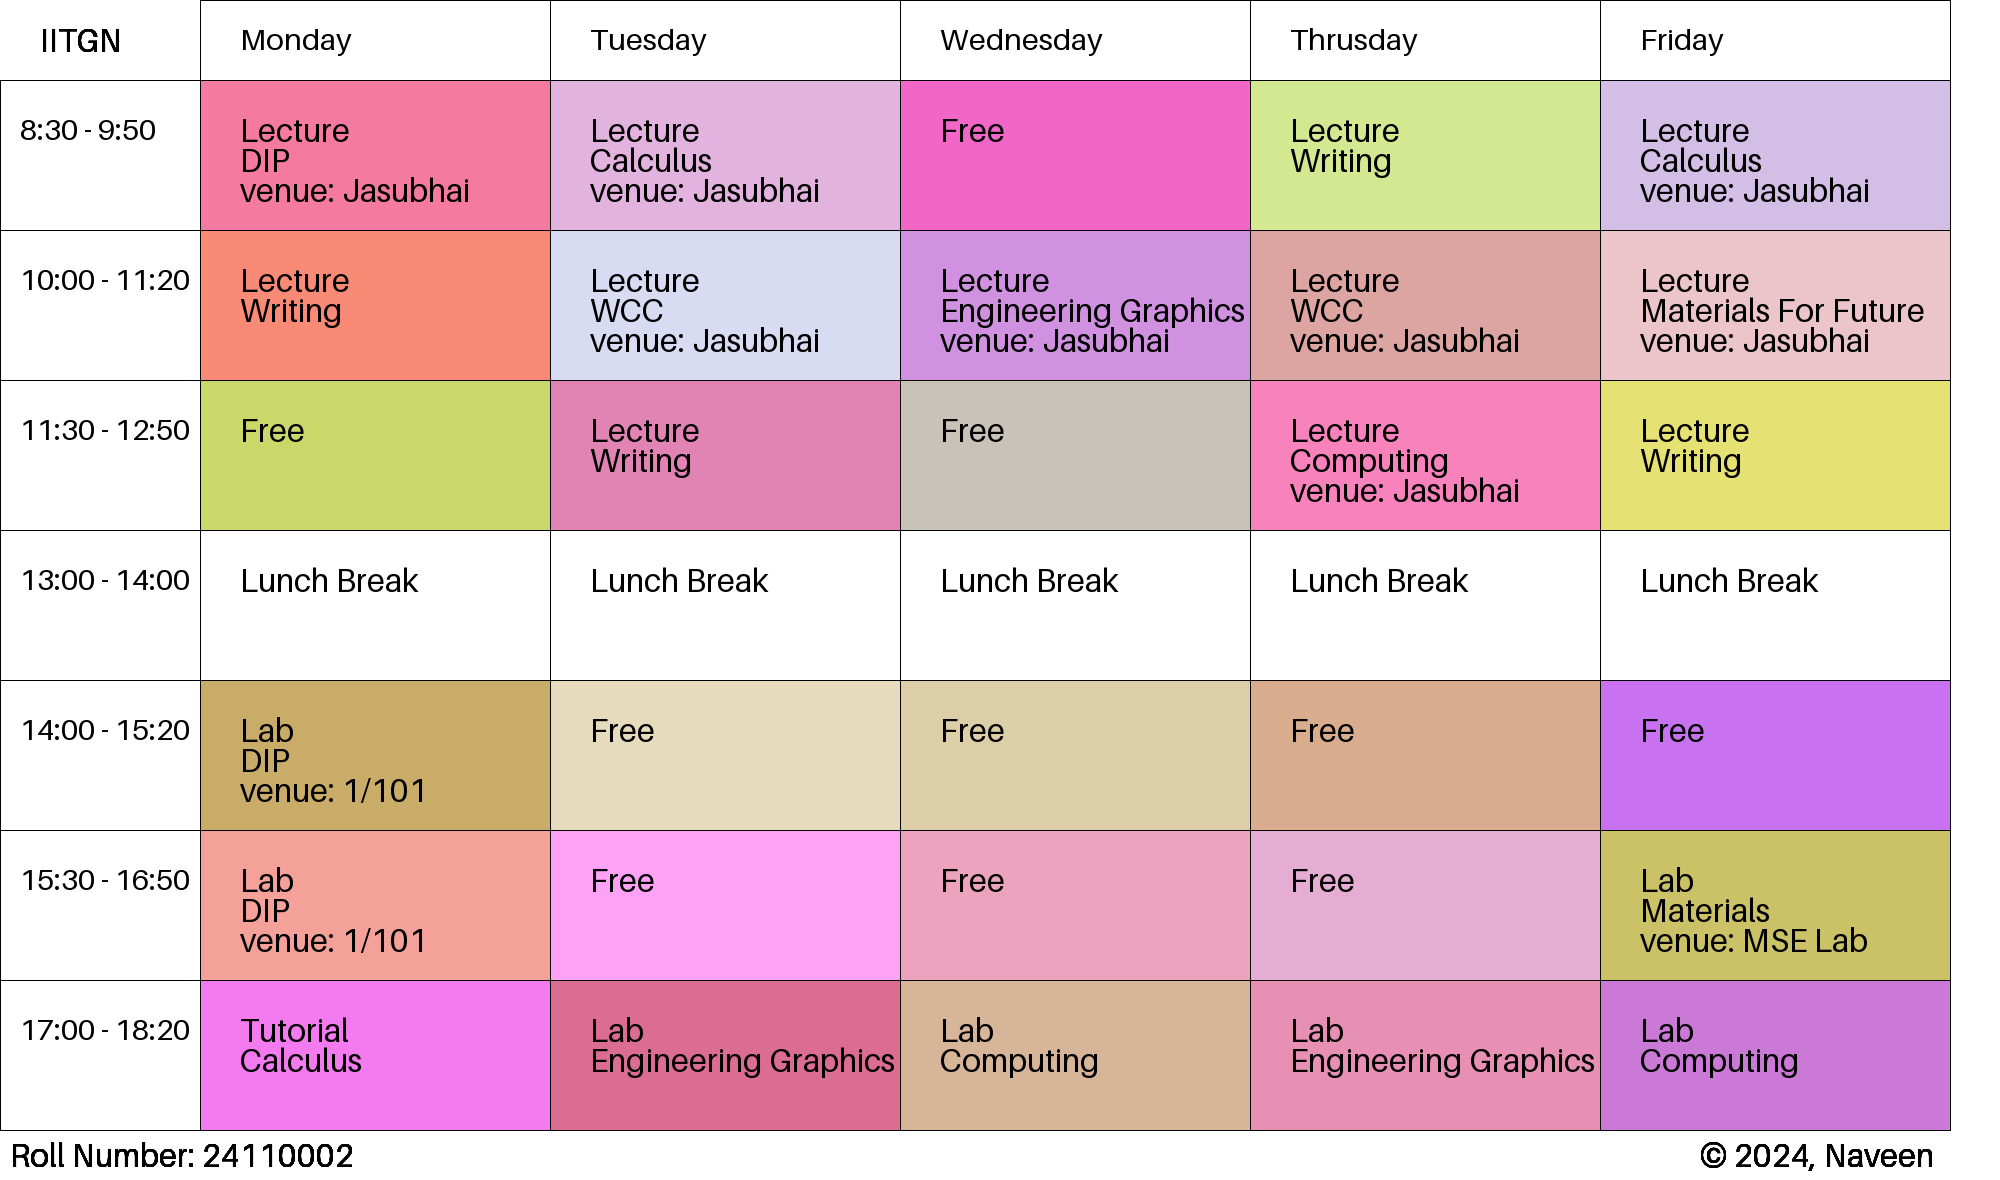 IITGN Monday Tuesday Wednesday Thrusday Friday
8:30 - 9:50
Lecture
DIP
venue: Jasubhai
Lecture
Calculus
venue: Jasubhai
Free
Lecture
Writing
Lecture
Calculus
venue: Jasubhai
10:00 - 11:20
Lecture
Writing
Lecture
WCC
venue: Jasubhai
Lecture
Engineering Graphics
venue: Jasubhai
Lecture
WCC
venue: Jasubhai
Lecture
Materials For Future
venue: Jasubhai
11:30 - 12:50
Free
Lecture
Writing
Free
Lecture
Computing
venue: Jasubhai
Lecture
Writing
13:00 - 14:00
Lunch Break
Lunch Break
Lunch Break
Lunch Break
Lunch Break
14:00 - 15:20
Lab
DIP
venue: 1/101
Free
Free
Free
Free
15:30 - 16:50
Lab
DIP
venue: 1/101
Free
Free
Free
Lab
Materials
venue: MSE Lab
17:00 - 18:20
Tutorial
Calculus
Lab
Engineering Graphics
Lab
Computing
Lab
Engineering Graphics
Lab
Computing
Roll Number: 24110002
© 2024, Naveen